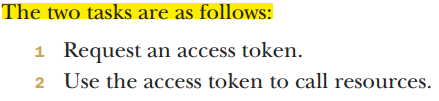 The two tasks are as follows:
1 Request an access token.
2 Use the access token to call resources.